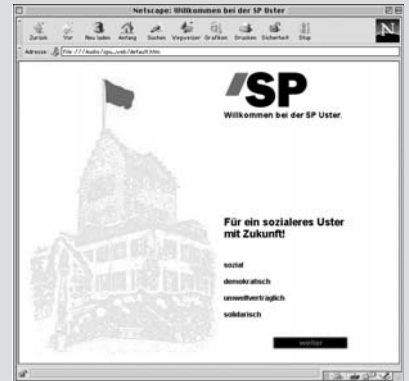 Netscape: Willkommen bei der SP Uster
Zurück Vor Neu laden Anfang Suchen Wegweiser Grafiken Drucken Sicherheit Stop
N
Adresse:
/SP
Willkommen bei der SP Uster.
Für ein sozialeres Uster
mit Zukunft!
sozial
demokratisch
umweltverträglich
solidarisch
weiter